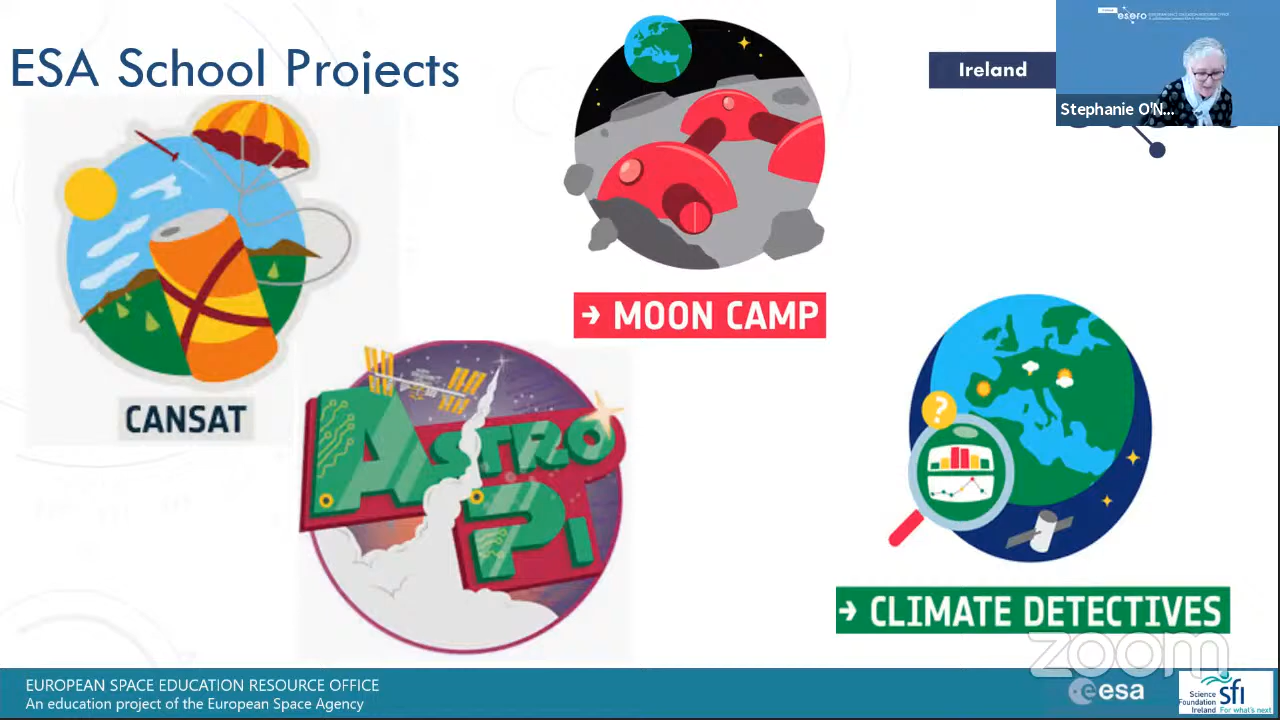 ESA School Projects
Ireland
esero
Stephanie O'N...
→ MOON CAMP
CANSAT
ASTRO
PI
?
→ CLIMATE DETECTIVES
zoom
EUROPEAN SPACE EDUCATION RESOURCE OFFICE
An education project of the European Space Agency
esa
Science
Foundation
Ireland
sfi
For what's next